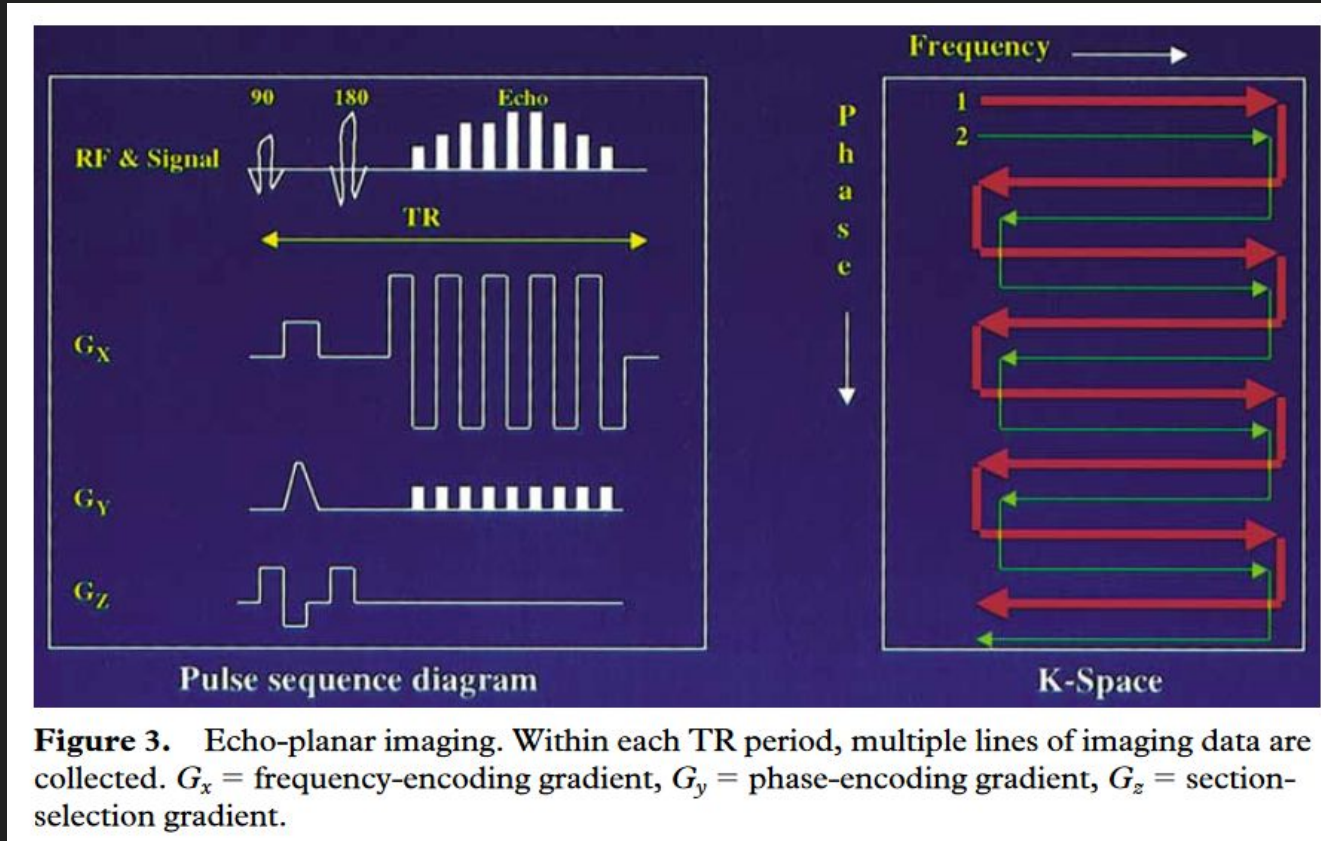 90 180 Echo
RF & Signal
TR
GX
GY
GZ
Pulse sequence diagram
Frequency
Phase
1
2
K-Space
Figure 3. Echo-planar imaging. Within each TR period, multiple lines of imaging data are
collected. Gx = frequency-encoding gradient, Gy = phase-encoding gradient, Gz = section-
selection gradient.